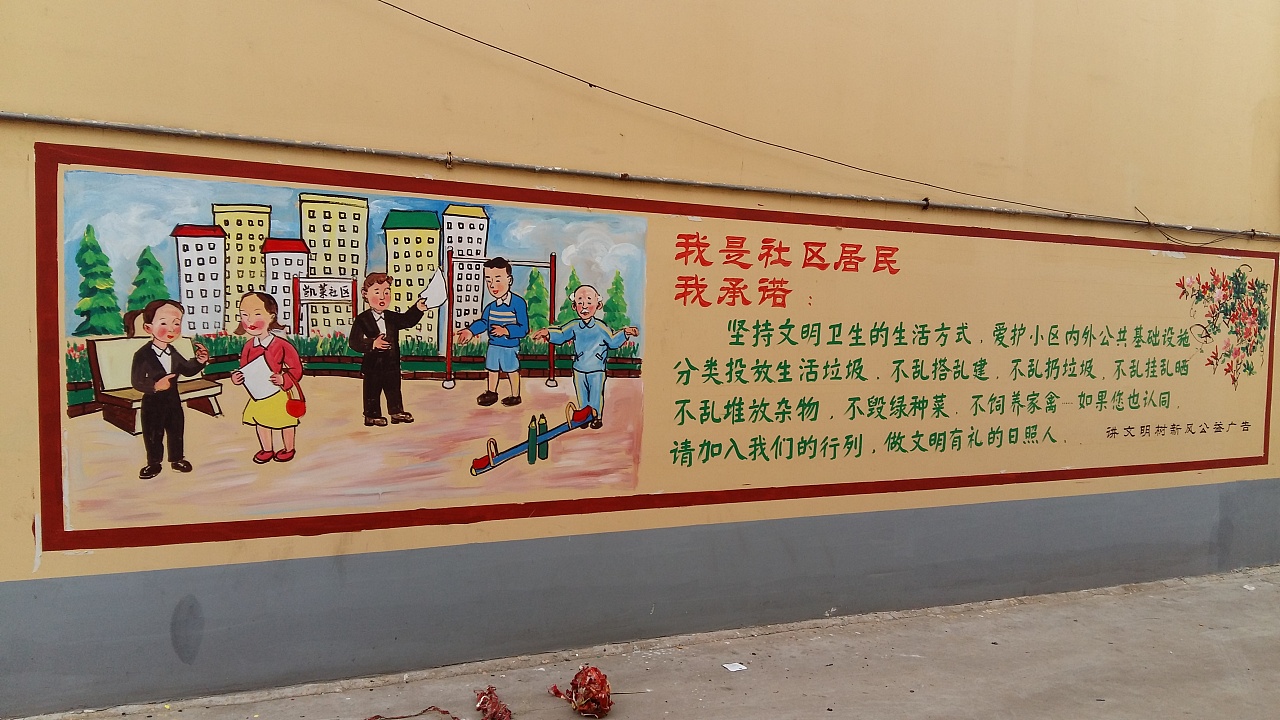 凯莱社区
我是社区居民
我承诺：
坚持文明卫生的生活方式，爱护小区内外公共基础设施
分类投放生活垃圾．不乱搭乱建．不乱扔垃圾．不乱挂乱晒
不乱堆放杂物，不毁绿种菜．不饲养家禽…如果您也认同．
请加入我们的行列，做文明有礼的日照人．
讲文明树新风公益广告